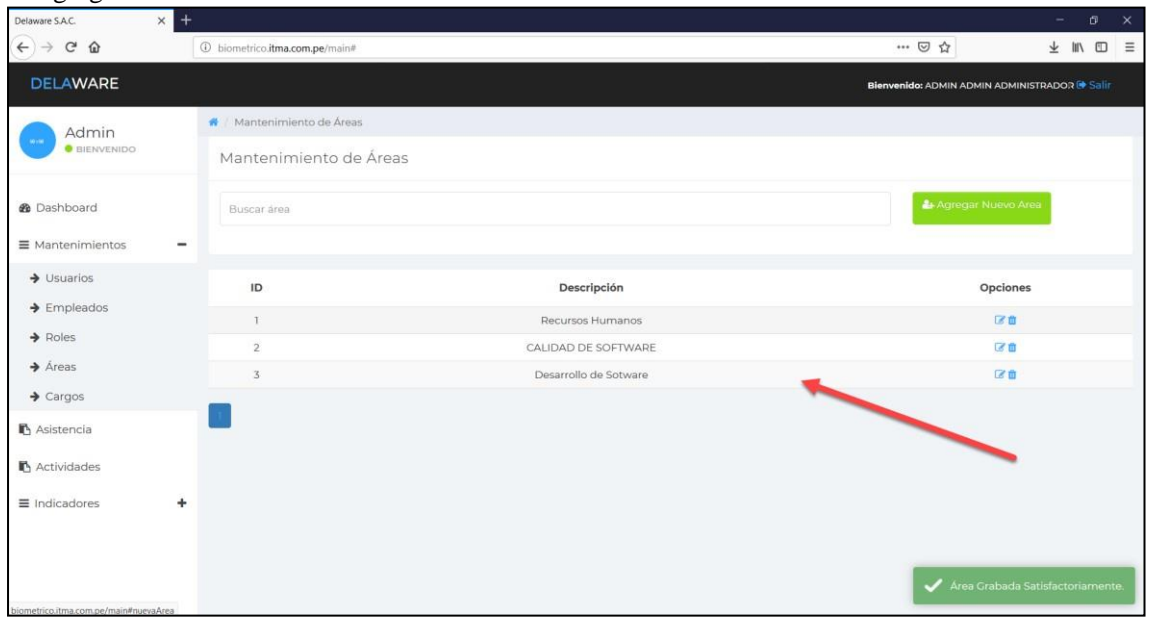 Delaware S.A.C.
biometrico.itma.com.pe/main#
DELAWARE
Bienvenido: ADMIN ADMIN ADMINISTRADOR Salir
Admin
BIENVENIDO
/ Mantenimiento de Áreas
Mantenimiento de Áreas
Dashboard
Buscar área
Agregar Nuevo Area
Mantenimientos
Usuarios
Empleados
Roles
Áreas
Cargos
Asistencia
Actividades
Indicadores
ID Descripción Opciones
1 Recursos Humanos
2 CALIDAD DE SOFTWARE
3 Desarrollo de Sotware
1
Área Grabada Satisfactoriamente.
biometrico.itma.com.pe/main#nuevaArea